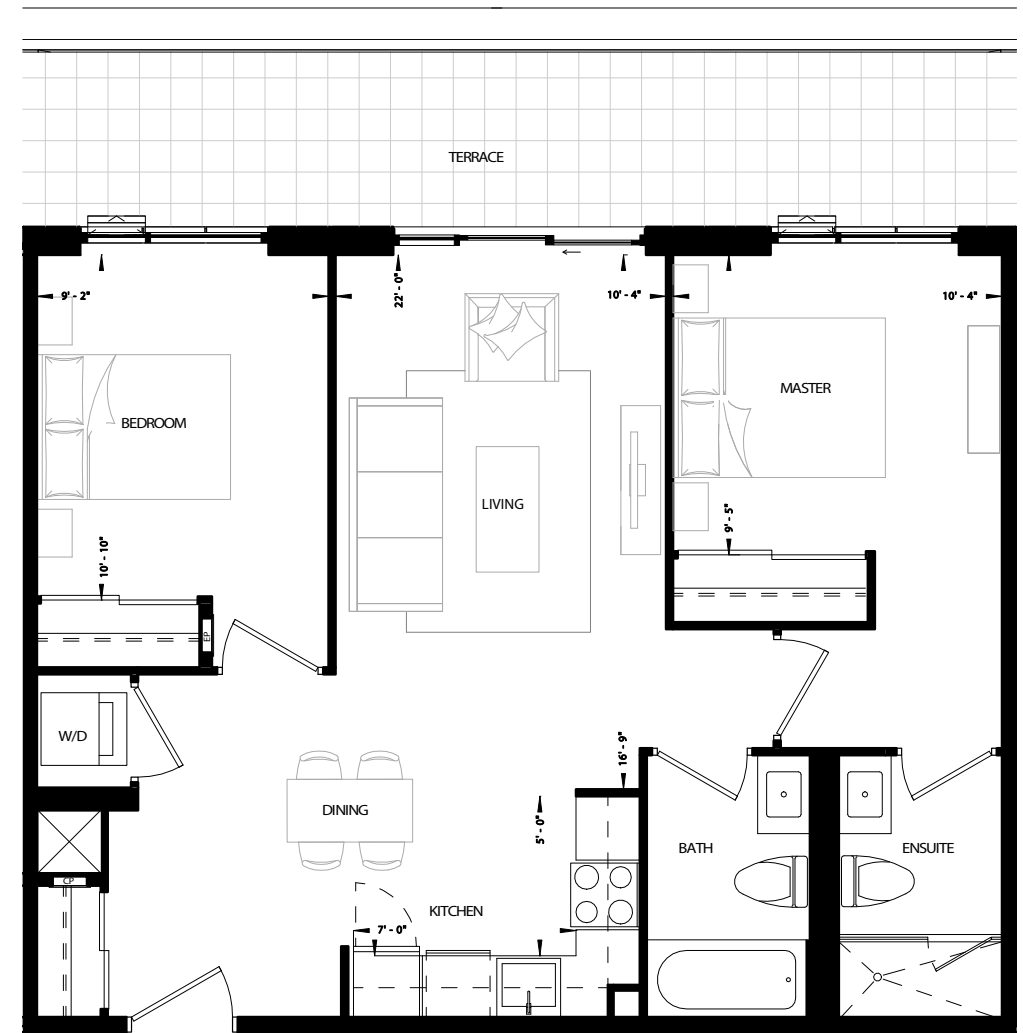 TERRACE
9' - 2"
22' - 0"
10' - 4"
10' - 4"
MASTER
BEDROOM
LIVING
9' - 5"
10' - 10"
EP
W/D
16' - 9"
DINING
5' - 0"
BATH
ENSUITE
CP
KITCHEN
7' - 0"